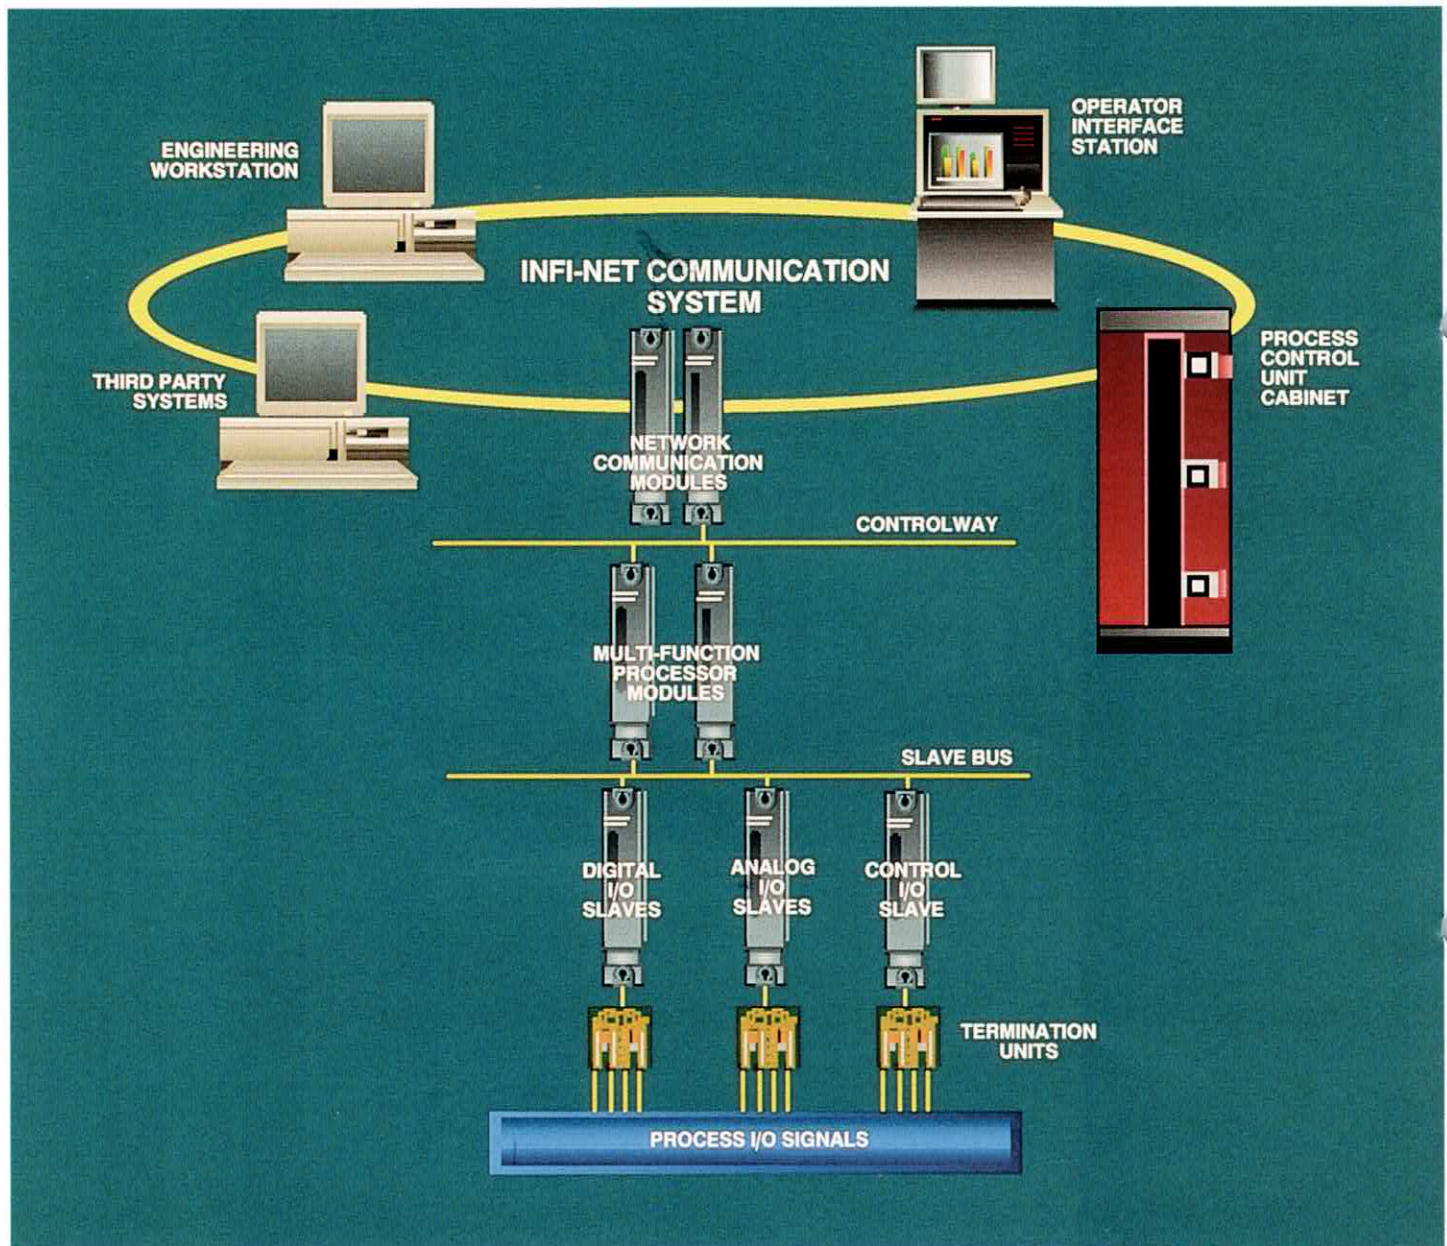 OPERATOR
INTERFACE
STATION
ENGINEERING
WORKSTATION
INFI-NET COMMUNICATION
SYSTEM
PROCESS
CONTROL
UNIT
CABINET
THIRD PARTY
SYSTEMS
NETWORK
COMMUNICATION
MODULES
CONTROLWAY
MULTI-FUNCTION
PROCESSOR
MODULES
SLAVE BUS
DIGITAL
I/O
SLAVES
ANALOG
I/O
SLAVES
CONTROL
I/O
SLAVE
TERMINATION
UNITS
PROCESS I/O SIGNALS